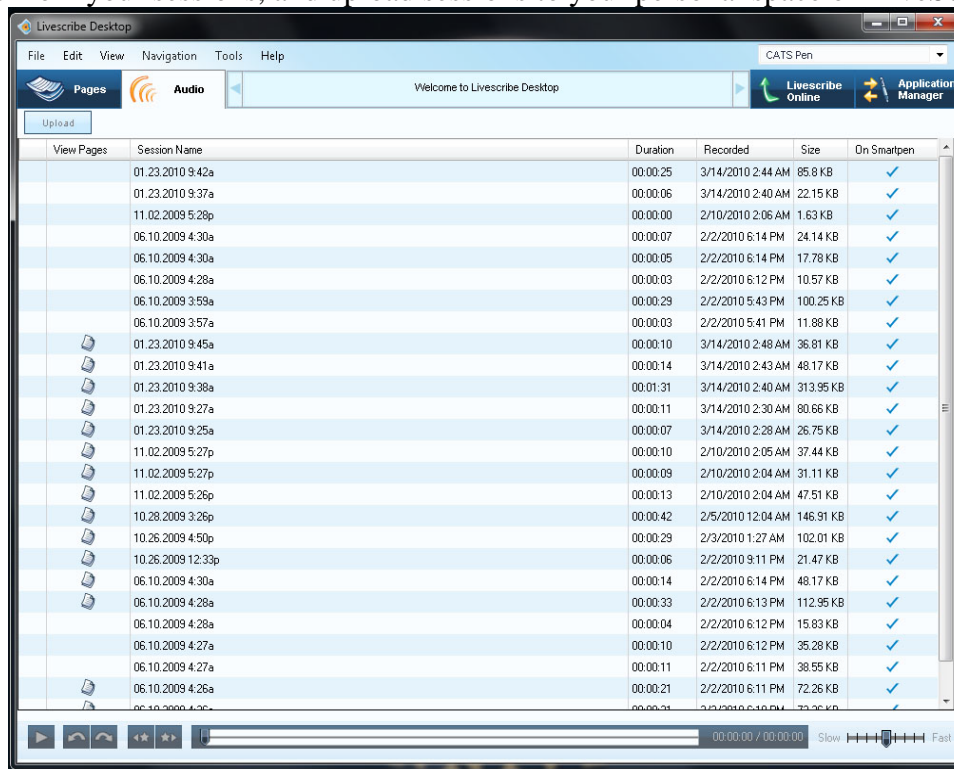 Livescribe Desktop
File Edit View Navigation Tools Help CATS Pen
Pages Audio Welcome to Livescribe Desktop Livescribe Online Application Manager
Upload
View Pages Session Name Duration Recorded Size On Smartpen
01.23.2010 9:42a 00:00:25 3/14/2010 2:44 AM 85.8 KB
01.23.2010 9:37a 00:00:06 3/14/2010 2:40 AM 22.15 KB
11.02.2009 5:28p 00:00:00 2/10/2010 2:06 AM 1.63 KB
06.10.2009 4:30a 00:00:07 2/2/2010 6:14 PM 24.14 KB
06.10.2009 4:30a 00:00:05 2/2/2010 6:14 PM 17.78 KB
06.10.2009 4:28a 00:00:03 2/2/2010 6:12 PM 10.57 KB
06.10.2009 3:59a 00:00:29 2/2/2010 5:43 PM 100.25 KB
06.10.2009 3:57a 00:00:03 2/2/2010 5:41 PM 11.88 KB
01.23.2010 9:45a 00:00:10 3/14/2010 2:48 AM 36.81 KB
01.23.2010 9:41a 00:00:14 3/14/2010 2:43 AM 48.17 KB
01.23.2010 9:38a 00:01:31 3/14/2010 2:40 AM 313.95 KB
01.23.2010 9:27a 00:00:11 3/14/2010 2:30 AM 80.66 KB
01.23.2010 9:25a 00:00:07 3/14/2010 2:28 AM 26.75 KB
11.02.2009 5:27p 00:00:10 2/10/2010 2:05 AM 37.44 KB
11.02.2009 5:27p 00:00:09 2/10/2010 2:04 AM 31.11 KB
11.02.2009 5:26p 00:00:13 2/10/2010 2:04 AM 47.51 KB
10.28.2009 3:26p 00:00:42 2/5/2010 12:04 AM 146.91 KB
10.26.2009 4:50p 00:00:29 2/3/2010 1:27 AM 102.01 KB
10.26.2009 12:33p 00:00:06 2/2/2010 9:11 PM 21.47 KB
06.10.2009 4:30a 00:00:14 2/2/2010 6:14 PM 48.17 KB
06.10.2009 4:28a 00:00:33 2/2/2010 6:13 PM 112.95 KB
06.10.2009 4:28a 00:00:04 2/2/2010 6:12 PM 15.83 KB
06.10.2009 4:27a 00:00:10 2/2/2010 6:12 PM 35.28 KB
06.10.2009 4:27a 00:00:11 2/2/2010 6:11 PM 38.55 KB
06.10.2009 4:26a 00:00:21 2/2/2010 6:11 PM 72.26 KB
00:00:00 / 00:00:00 Slow Fast